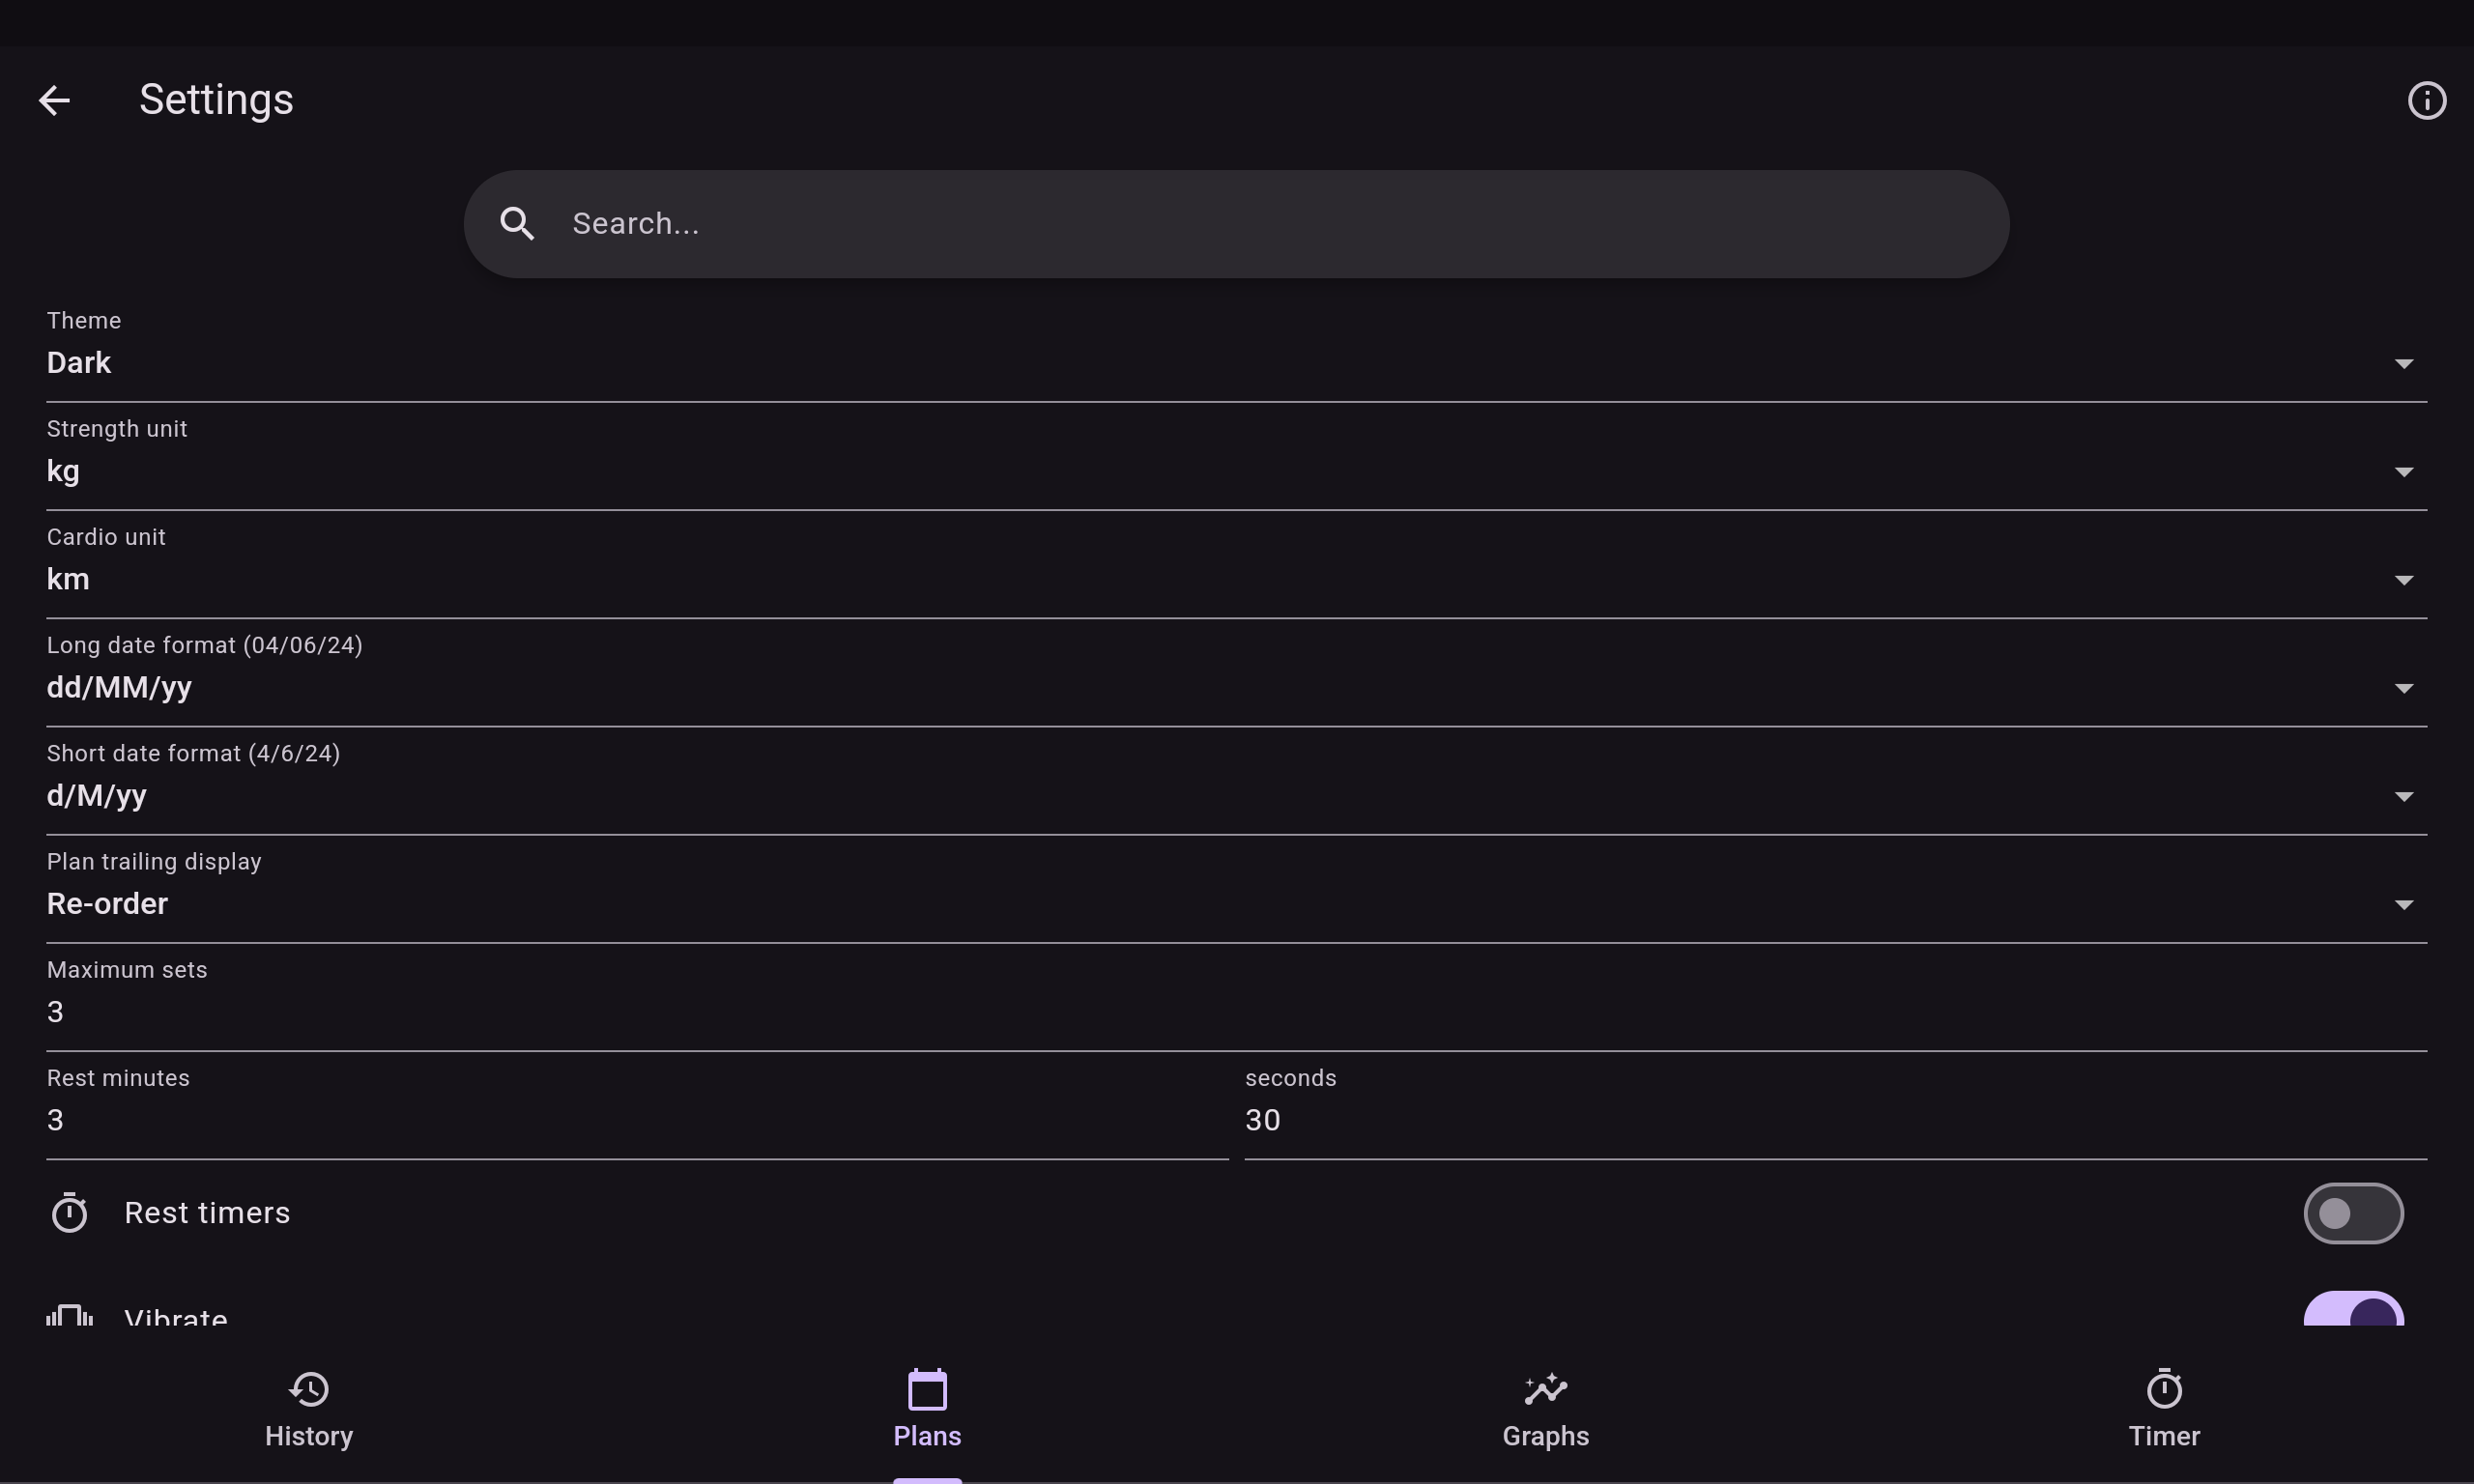 Settings
Search...
Theme
Dark
Strength unit
kg
Cardio unit
km
Long date format (04/06/24)
dd/MM/yy
Short date format (4/6/24)
d/M/yy
Plan trailing display
Re-order
Maximum sets
3
Rest minutes
3
seconds
30
Rest timers
Vibrate
History
Plans
Graphs
Timer